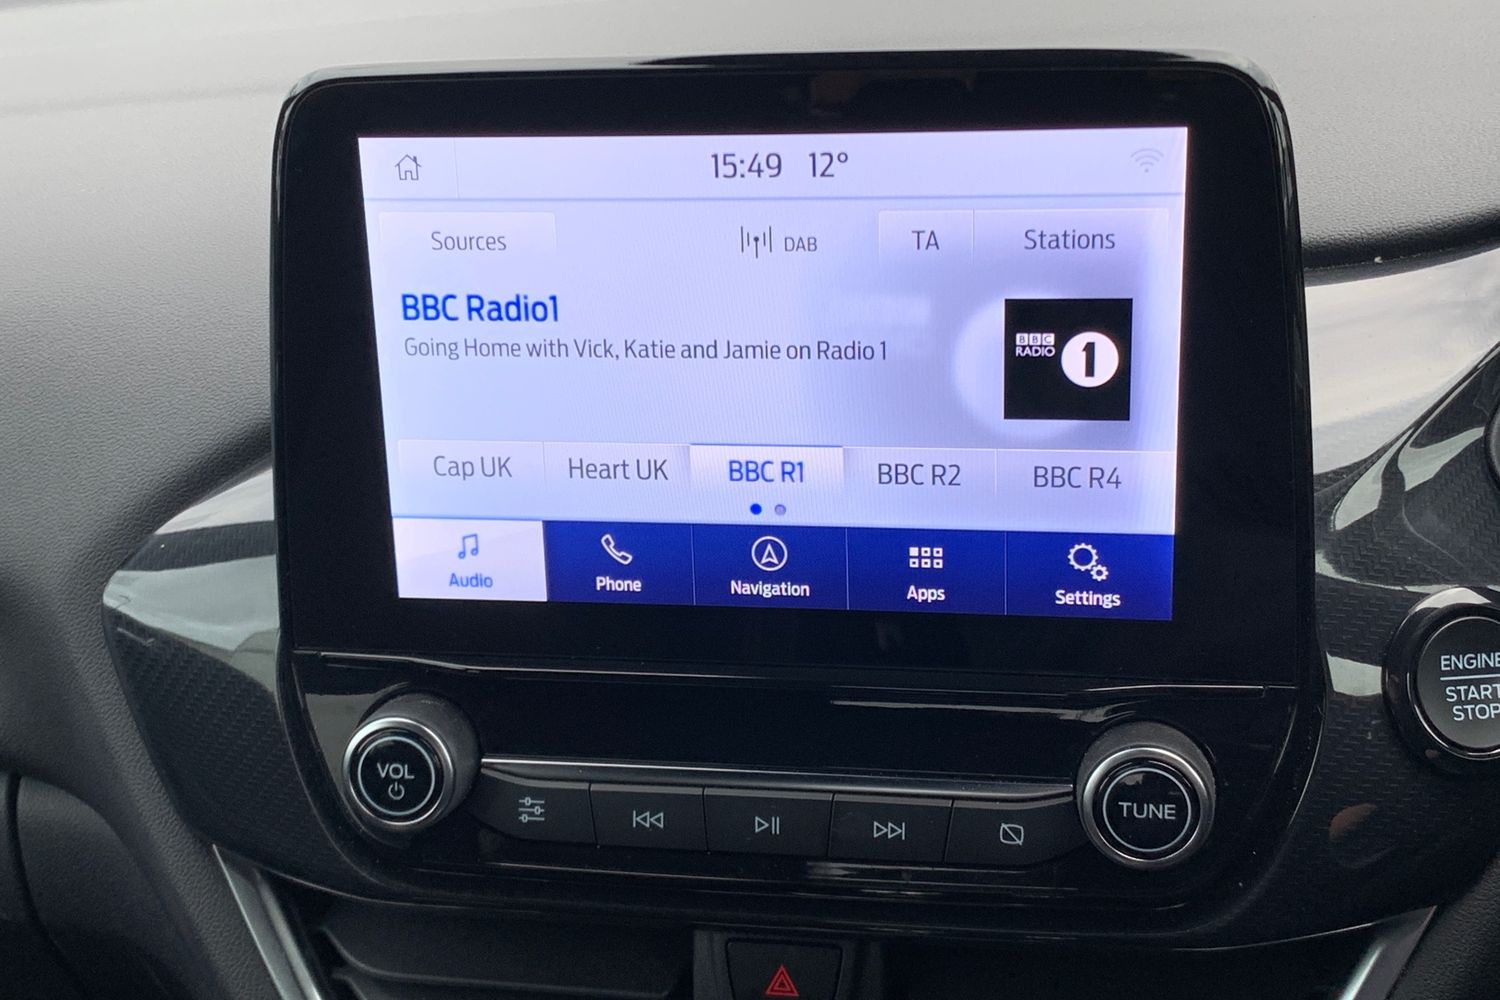 15:49 12°
Sources DAB TA Stations
BBC Radio1
Going Home with Vick, Katie and Jamie on Radio 1
BBC
RADIO 1
Cap UK Heart UK BBC R1 BBC R2 BBC R4
Audio Phone Navigation Apps Settings
ENGINE
START
STOP
VOL
TUNE